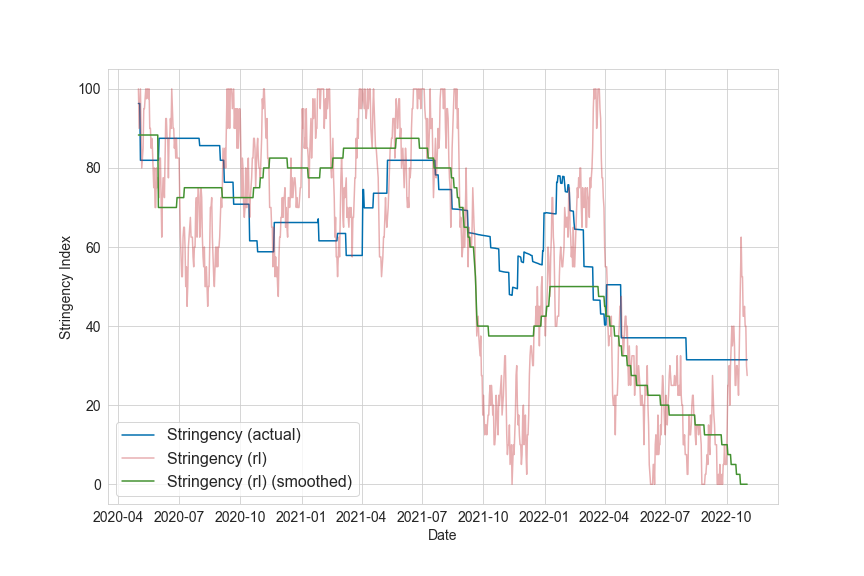 100
80
60
40
20
0
Stringency Index
Stringency (actual)
Stringency (rl)
Stringency (rl) (smoothed)
2020-04 2020-07 2020-10 2021-01 2021-04 2021-07 2021-10 2022-01 2022-04 2022-07 2022-10
Date